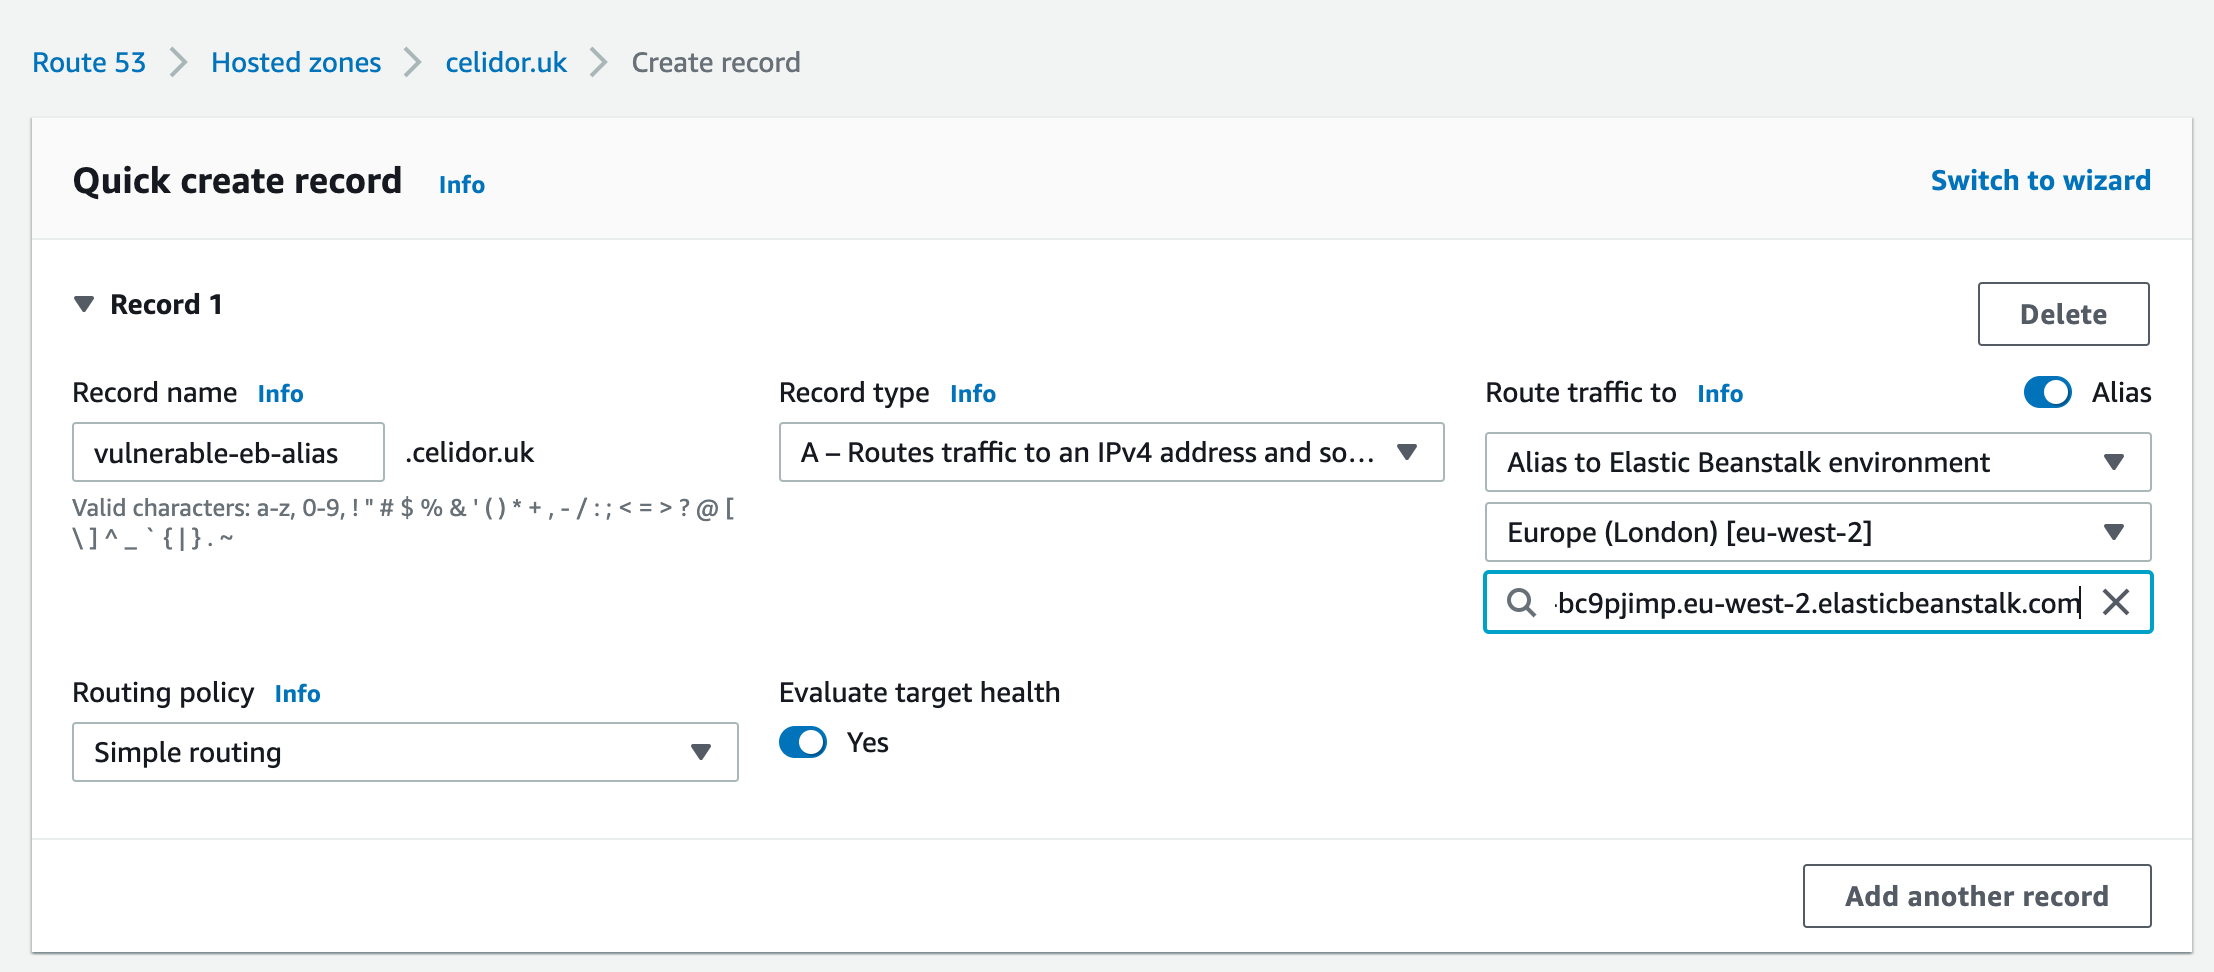 Route 53 Hosted zones celidor.uk Create record
Quick create record Info
Switch to wizard
Record 1
Delete
Record name Info
vulnerable-eb-alias .celidor.uk
Valid characters: a-z, 0-9, ! " # $ % & ' ( ) * + , - / : ; < = > ? @ [
\ ] ^ _ ` { | } . ~
Record type Info
A – Routes traffic to an IPv4 address and so...
Route traffic to Info
Alias
Alias to Elastic Beanstalk environment
Europe (London) [eu-west-2]
bc9pjimp.eu-west-2.elasticbeanstalk.com
Routing policy Info
Simple routing
Evaluate target health
Yes
Add another record